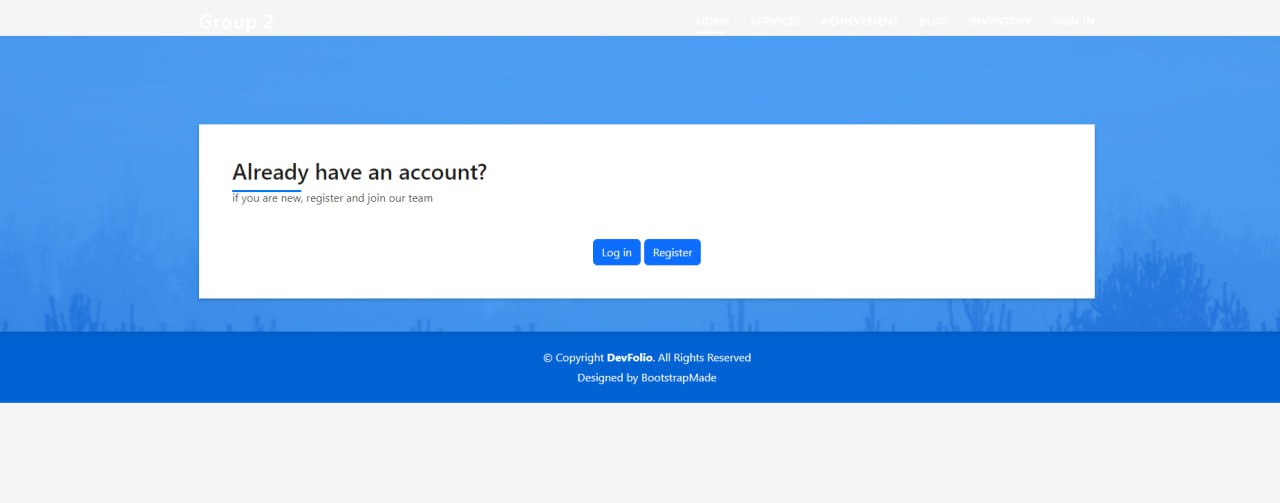 Group 2
HOME SERVICES ACHIEVEMENT BLOG INVENTORY SIGN IN
Already have an account?
if you are new, register and join our team
Log in Register
© Copyright DevFolio. All Rights Reserved
Designed by BootstrapMade